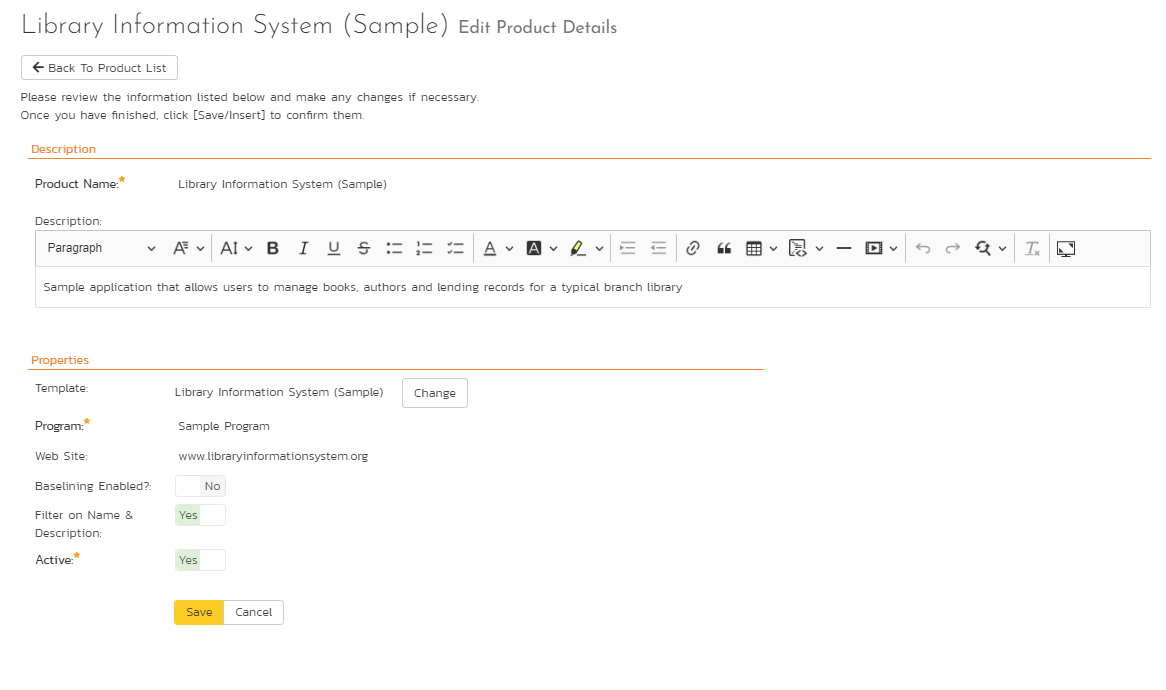 Library Information System (Sample) Edit Product Details
Back To Product List
Please review the information listed below and make any changes if necessary.
Once you have finished, click [Save/Insert] to confirm them.
Description
Product Name:* Library Information System (Sample)
Description:
Paragraph
Sample application that allows users to manage books, authors and lending records for a typical branch library
Properties
Template: Library Information System (Sample) Change
Program:* Sample Program
Web Site: www.libraryinformationsystem.org
Baselining Enabled?: No
Filter on Name & Yes
Description:
Active:* Yes
Save Cancel